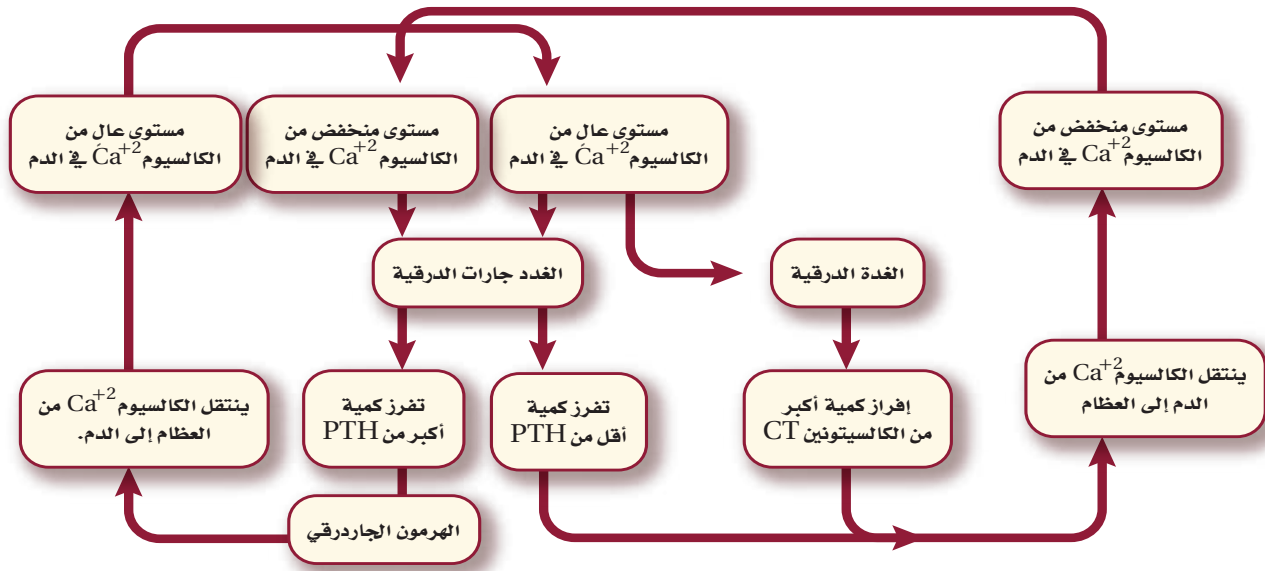 مستوى منخفض من
الكالسيوم Ca+2 في الدم
مستوى عال من
الكالسيوم Ca+2 في الدم
مستوى منخفض من
الكالسيوم Ca+2 في الدم
مستوى عال من
الكالسيوم Ca+2 في الدم
الغدة الدرقية
الغدد جارات الدرقية
ينتقل الكالسيوم Ca+2 من
الدم إلى العظام
إفراز كمية أكبر
من الكالسيتونين CT
تفرز كمية
أقل من PTH
تفرز كمية
أكبر من PTH
ينتقل الكالسيوم Ca+2 من
العظام إلى الدم.
الهرمون الجاردرقي